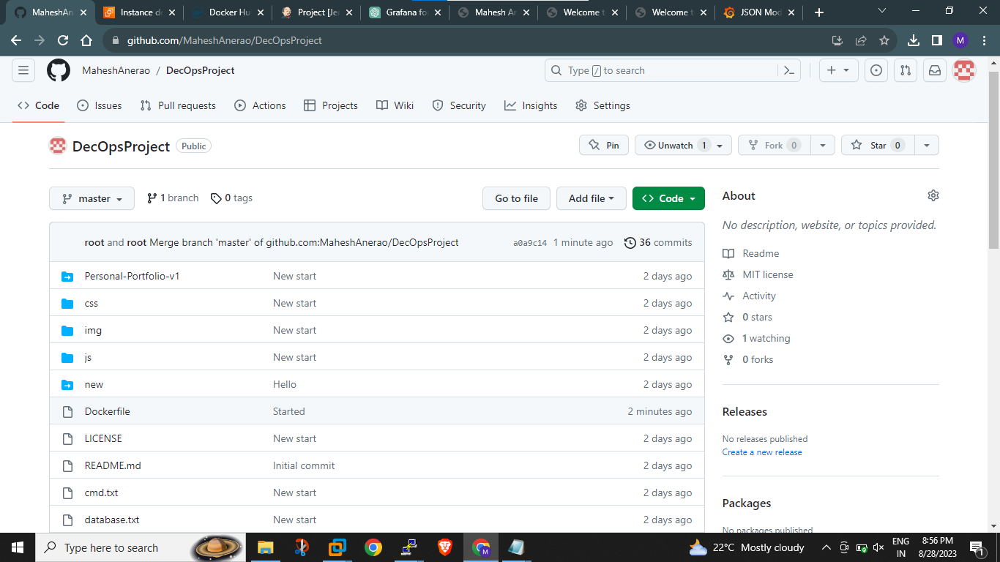 MaheshAn
Instance de
Docker Hu
Project [Jen
Grafana for
Mahesh An
Welcome t
Welcome t
JSON Mod
github.com/MaheshAnerao/DecOpsProject
M
MaheshAnerao / DecOpsProject
Type / to search
Code
Issues
Pull requests
Actions
Projects
Wiki
Security
Insights
Settings
DecOpsProject Public
Pin
Unwatch 1
Fork 0
Star 0
master
1 branch
0 tags
Go to file
Add file
Code
root and root Merge branch 'master' of github.com:MaheshAnerao/DecOpsProject a0a9c14 1 minute ago 36 commits
Personal-Portfolio-v1 New start 2 days ago
css New start 2 days ago
img New start 2 days ago
js New start 2 days ago
new Hello 2 days ago
Dockerfile Started 2 minutes ago
LICENSE New start 2 days ago
README.md Initial commit 2 days ago
cmd.txt New start 2 days ago
database.txt New start 2 days ago
About
No description, website, or topics provided.
Readme
MIT license
Activity
0 stars
1 watching
0 forks
Releases
No releases published
Create a new release
Packages
No packages published
Type here to search
M
22°C Mostly cloudy
ENG
IN
8:56 PM
8/28/2023
1